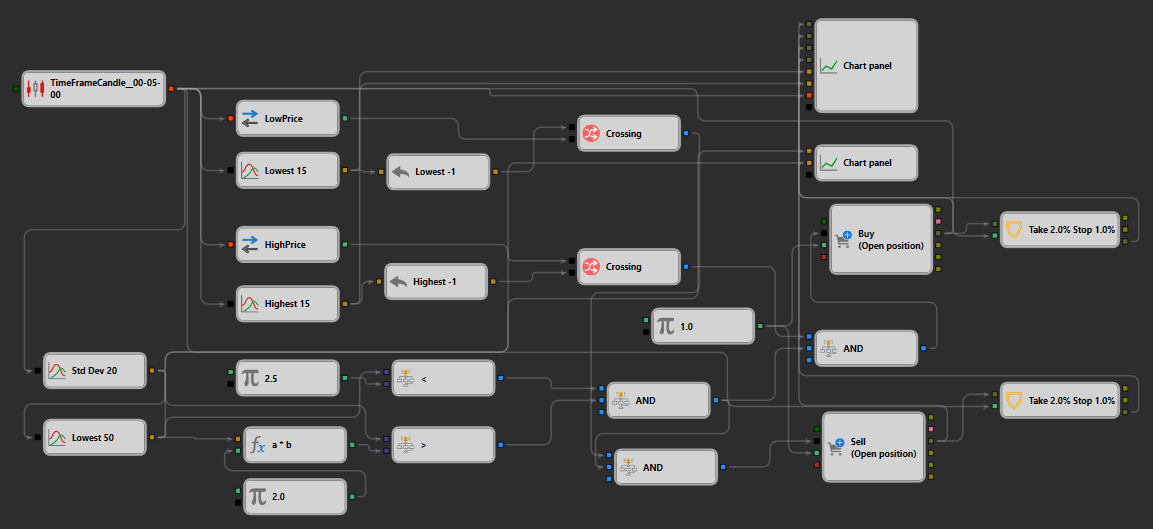 Chart panel
TimeFrameCandle_00-05-
00
LowPrice
Crossing
Chart panel
Lowest 15
Lowest -1
Take 2.0% Stop 1.0%
Buy
(Open position)
HighPrice
Crossing
Highest -1
Highest 15
π 1.0
AND
Std Dev 20
π 2.5
<
AND
Take 2.0% Stop 1.0%
Lowest 50
fx a * b
>
Sell
(Open position)
AND
π 2.0